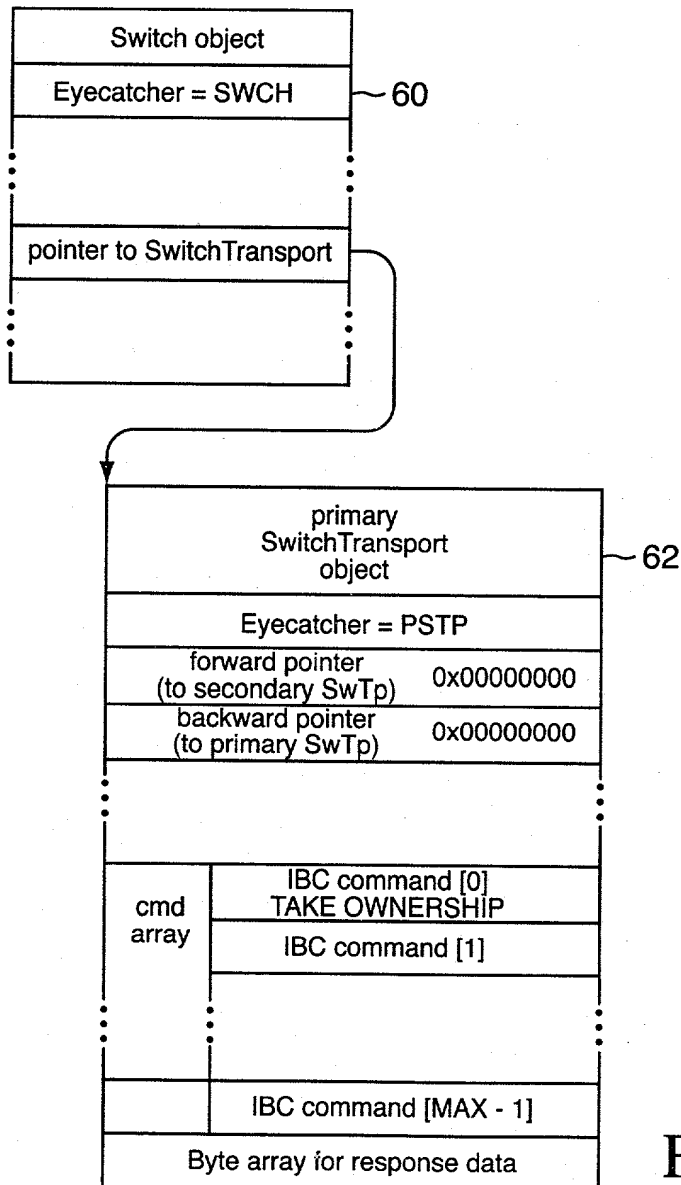 Switch object
Eyecatcher = SWCH
60
pointer to SwitchTransport
primary
SwitchTransport
object
62
Eyecatcher = PSTP
forward pointer
(to secondary SwTp) 0x00000000
backward pointer
(to primary SwTp) 0x00000000
cmd
array
IBC command [0]
TAKE OWNERSHIP
IBC command [1]
IBC command [MAX - 1]
Byte array for response data